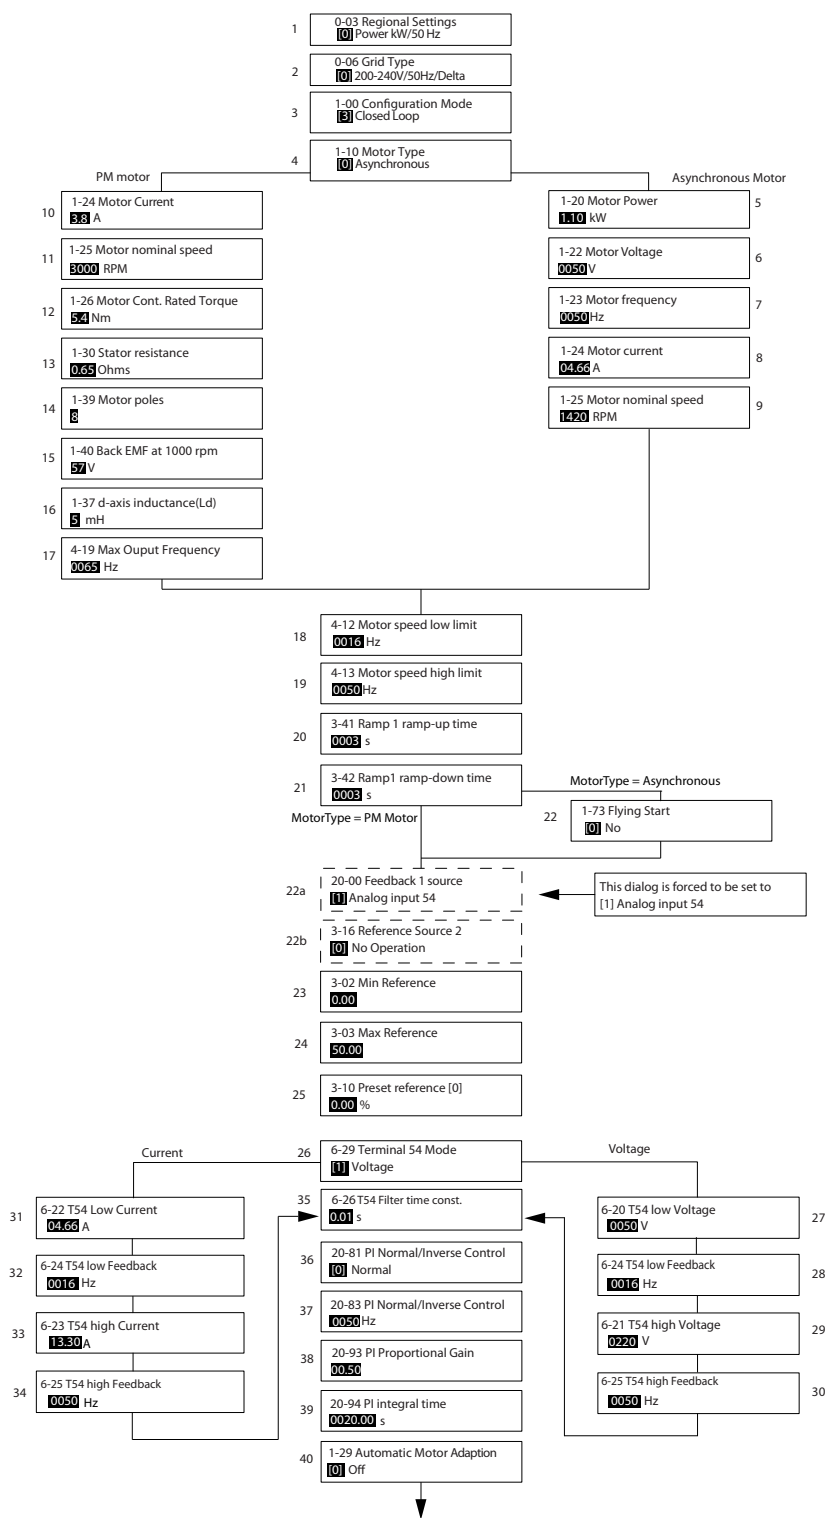 1
0-03 Regional Settings
[0] Power kW/50 Hz
2
0-06 Grid Type
[0] 200-240V/50Hz/Delta
3
1-00 Configuration Mode
[3] Closed Loop
4
1-10 Motor Type
[0] Asynchronous
PM motor
Asynchronous Motor
10
1-24 Motor Current
3.8 A
11
1-25 Motor nominal speed
3000 RPM
12
1-26 Motor Cont. Rated Torque
5.4 Nm
13
1-30 Stator resistance
0.65 Ohms
14
1-39 Motor poles
8
15
1-40 Back EMF at 1000 rpm
57 V
16
1-37 d-axis inductance(Ld)
5 mH
17
4-19 Max Ouput Frequency
0065 Hz
1-20 Motor Power
1.10 kW
5
1-22 Motor Voltage
0050 V
6
1-23 Motor frequency
0050 Hz
7
1-24 Motor current
04.66 A
8
1-25 Motor nominal speed
1420 RPM
9
18
4-12 Motor speed low limit
0016 Hz
19
4-13 Motor speed high limit
0050 Hz
20
3-41 Ramp 1 ramp-up time
0003 s
21
3-42 Ramp1 ramp-down time
0003 s
MotorType = Asynchronous
MotorType = PM Motor
22
1-73 Flying Start
[0] No
22a
20-00 Feedback 1 source
[1] Analog input 54
This dialog is forced to be set to
[1] Analog input 54
22b
3-16 Reference Source 2
[0] No Operation
23
3-02 Min Reference
0.00
24
3-03 Max Reference
50.00
25
3-10 Preset reference [0]
0.00 %
Current
26
6-29 Terminal 54 Mode
[1] Voltage
Voltage
31
6-22 T54 Low Current
04.66 A
32
6-24 T54 low Feedback
0016 Hz
33
6-23 T54 high Current
13.30 A
34
6-25 T54 high Feedback
0050 Hz
35
6-26 T54 Filter time const.
0.01 s
36
20-81 PI Normal/Inverse Control
[0] Normal
37
20-83 PI Normal/Inverse Control
0050 Hz
38
20-93 PI Proportional Gain
00.50
39
20-94 PI integral time
0020.00 s
40
1-29 Automatic Motor Adaption
[0] Off
6-20 T54 low Voltage
0050 V
27
6-24 T54 low Feedback
0016 Hz
28
6-21 T54 high Voltage
0220 V
29
6-25 T54 high Feedback
0050 Hz
30